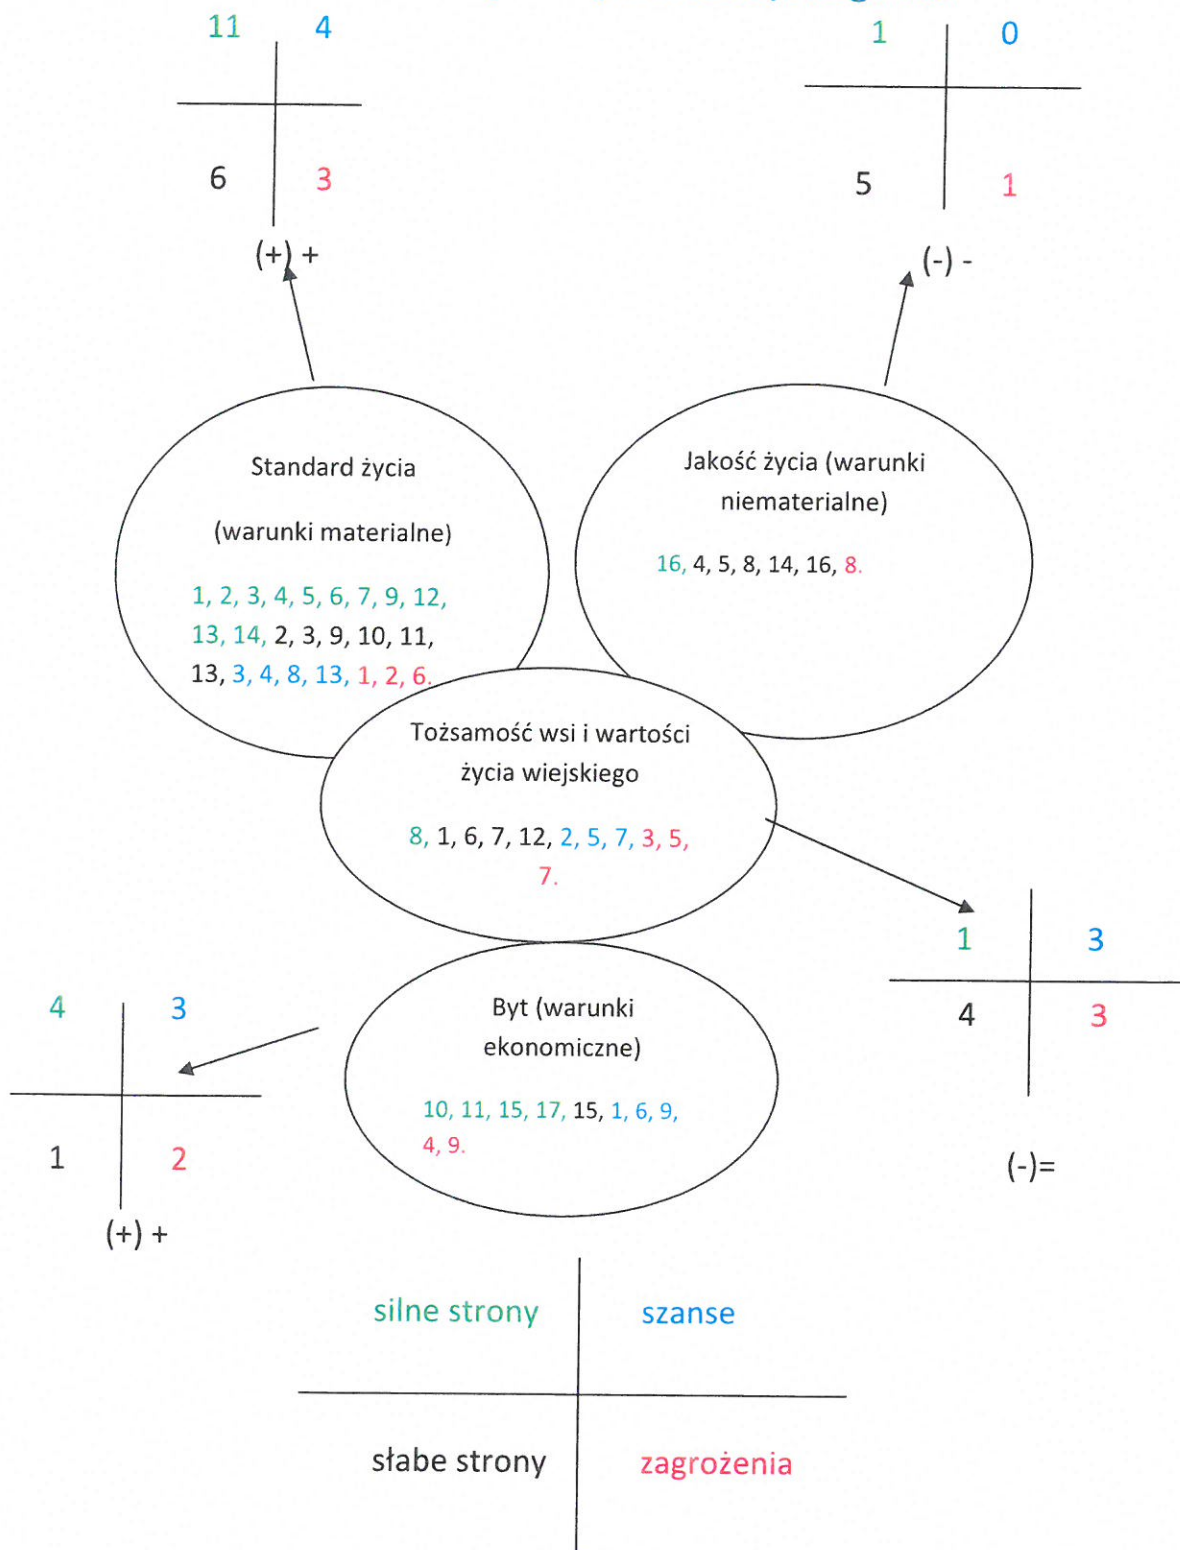 11 4
6 3
(+) +
1 0
5 1
(-) -
Standard życia
(warunki materialne)
1, 2, 3, 4, 5, 6, 7, 9, 12,
13, 14, 2, 3, 9, 10, 11,
13, 3, 4, 8, 13, 1, 2, 6.
Jakość życia (warunki
niematerialne)
16, 4, 5, 8, 14, 16, 8.
Tożsamość wsi i wartości
życia wiejskiego
8, 1, 6, 7, 12, 2, 5, 7, 3, 5,
7.
1 3
4 3
(-)=
Byt (warunki
ekonomiczne)
10, 11, 15, 17, 15, 1, 6, 9,
4, 9.
4 3
1 2
(+) +
silne strony szanse
słabe strony zagrożenia